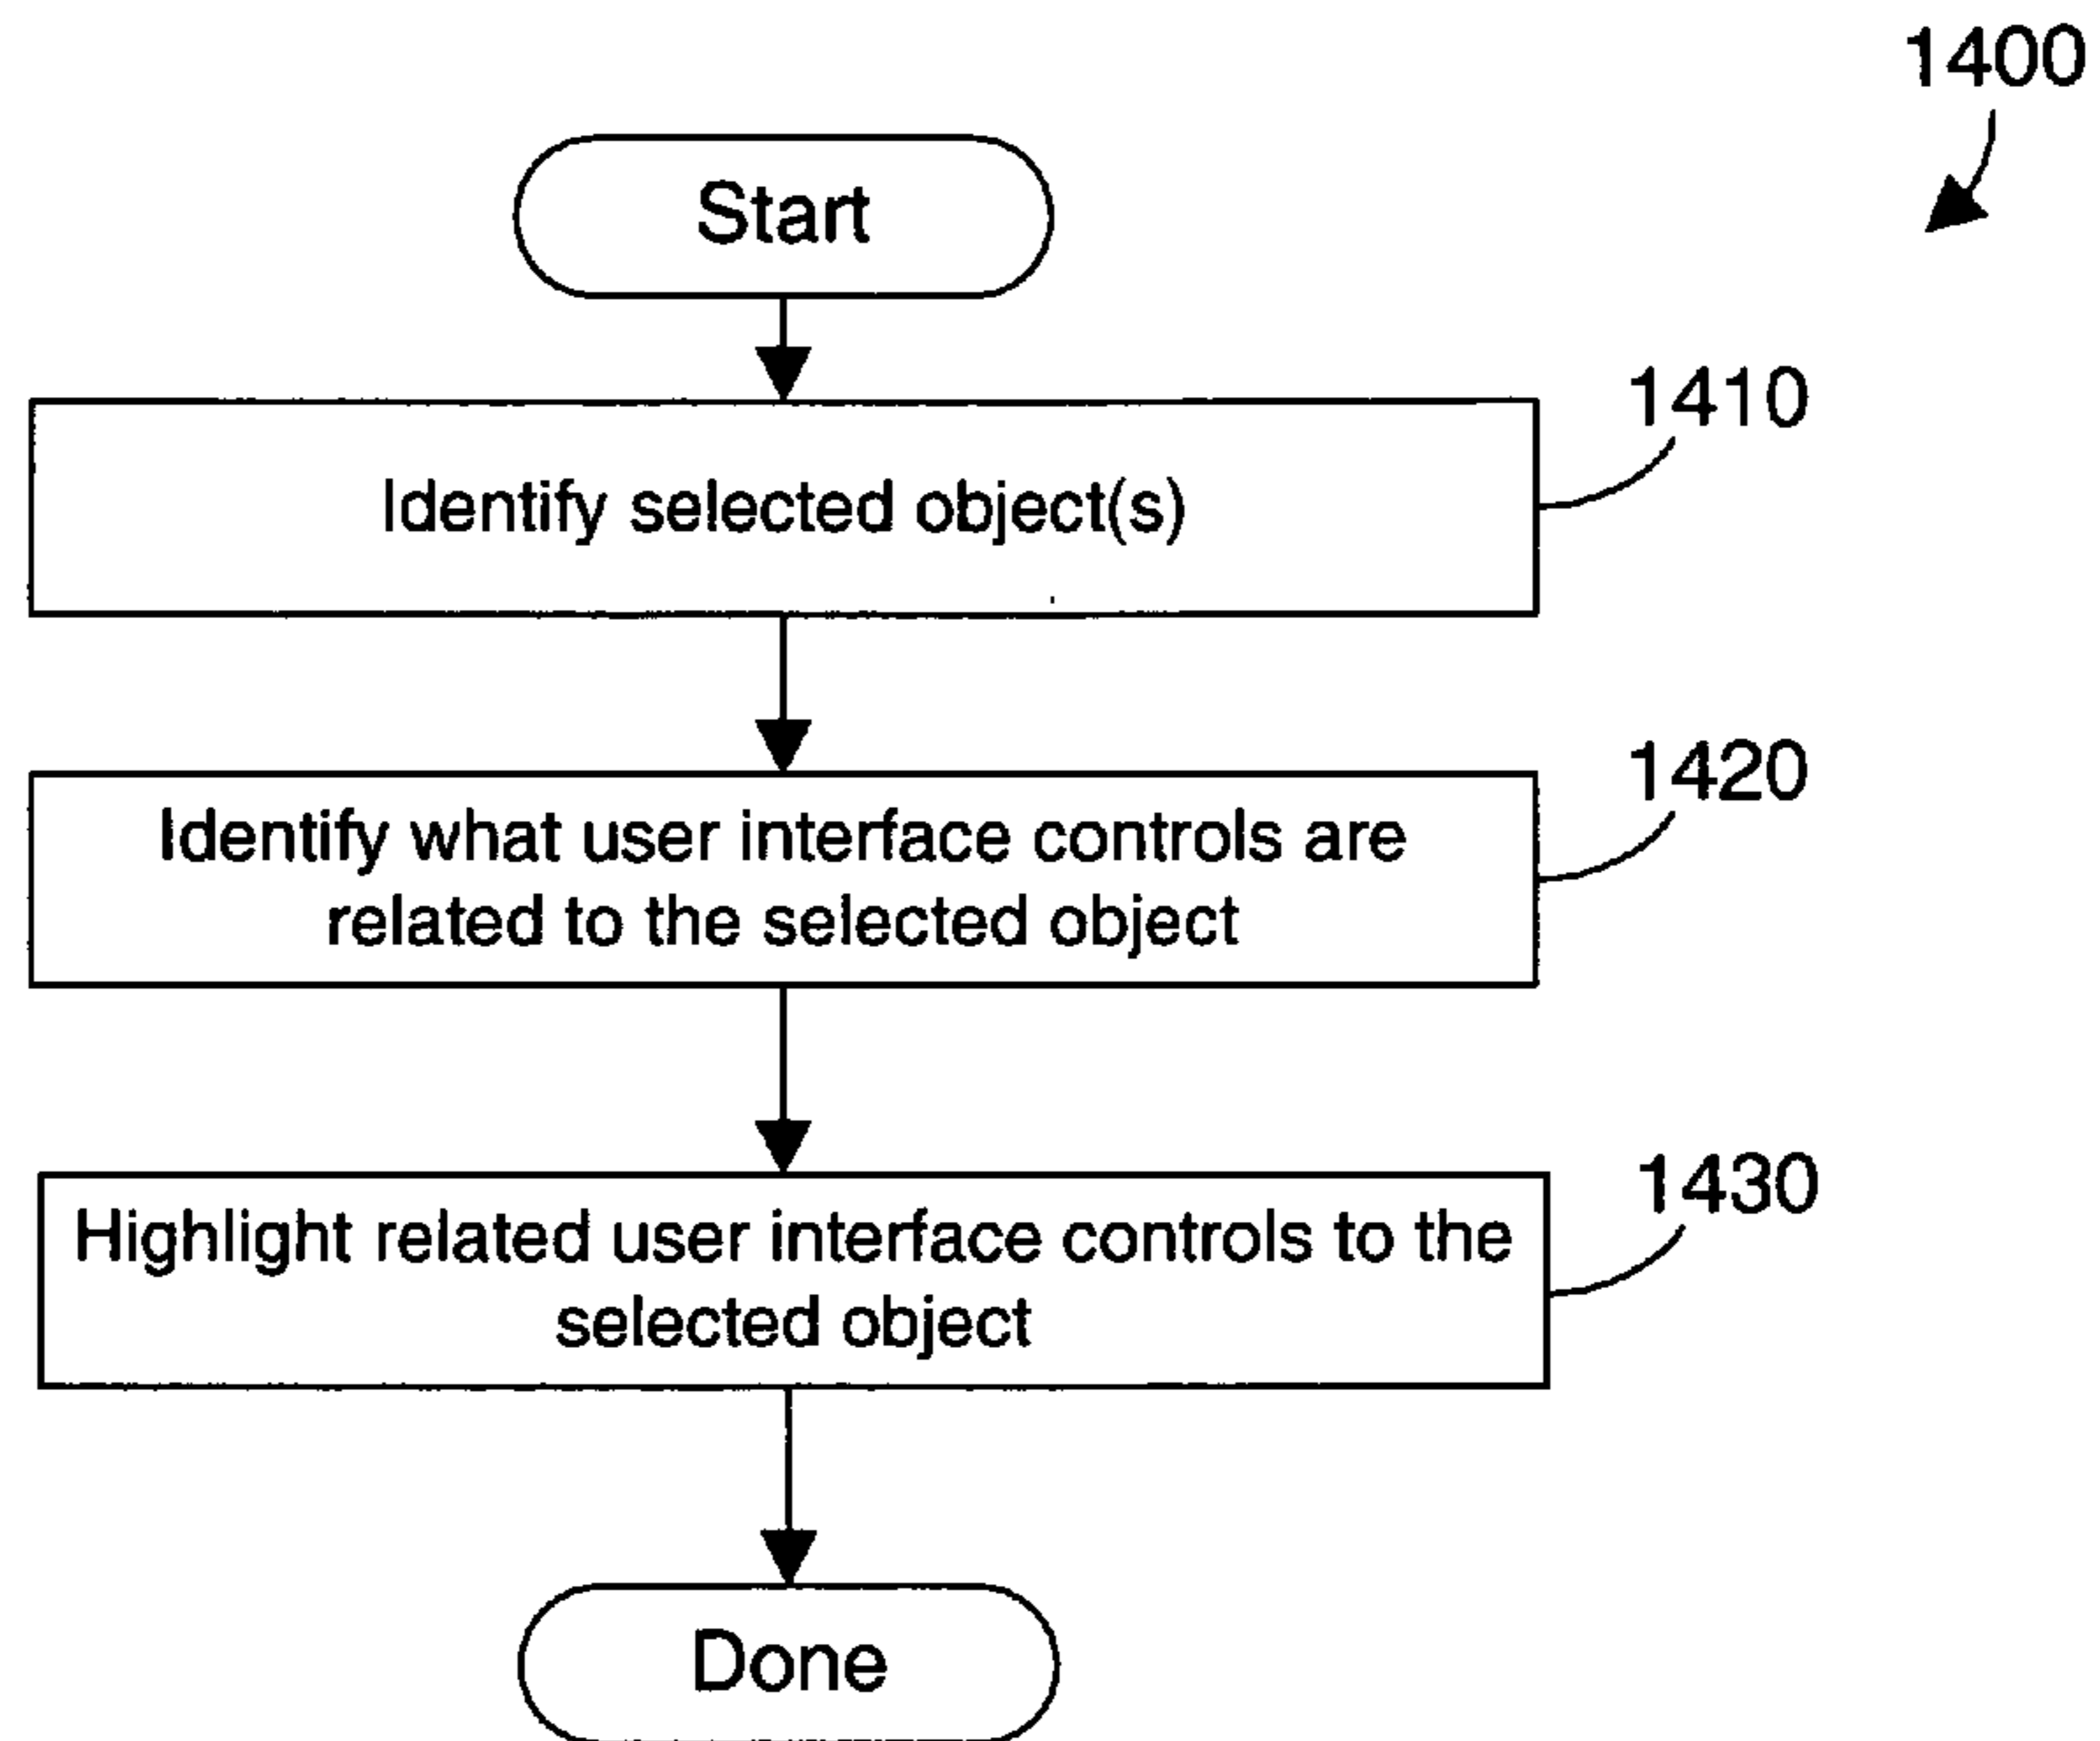 1400
Start
1410
Identify selected object(s)
1420
Identify what user interface controls are
related to the selected object
1430
Highlight related user interface controls to the
selected object
Done